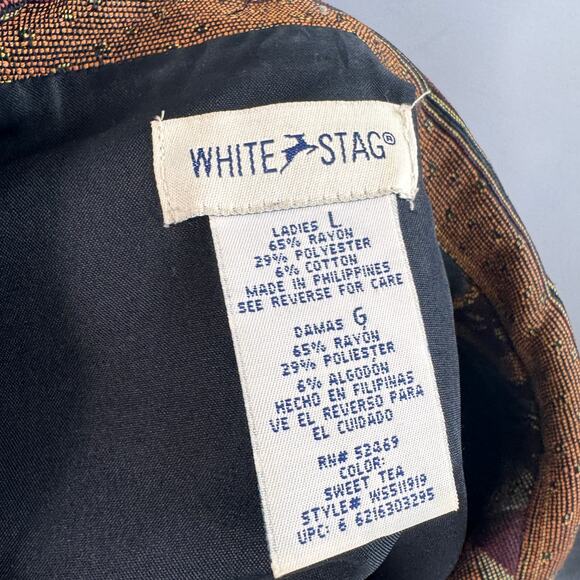 WHITE STAG®
LADIES L
65% RAYON
29% POLYESTER
6% COTTON
MADE IN PHILIPPINES
SEE REVERSE FOR CARE
DAMAS G
65% RAYON
29% POLIESTER
6% ALGODÓN
HECHO EN FILIPINAS
VE EL REVERSO PARA
EL CUIDADO
RN# 52469
COLOR:
SWEET TEA
STYLE# WS511919
UPC: 6 6216303295